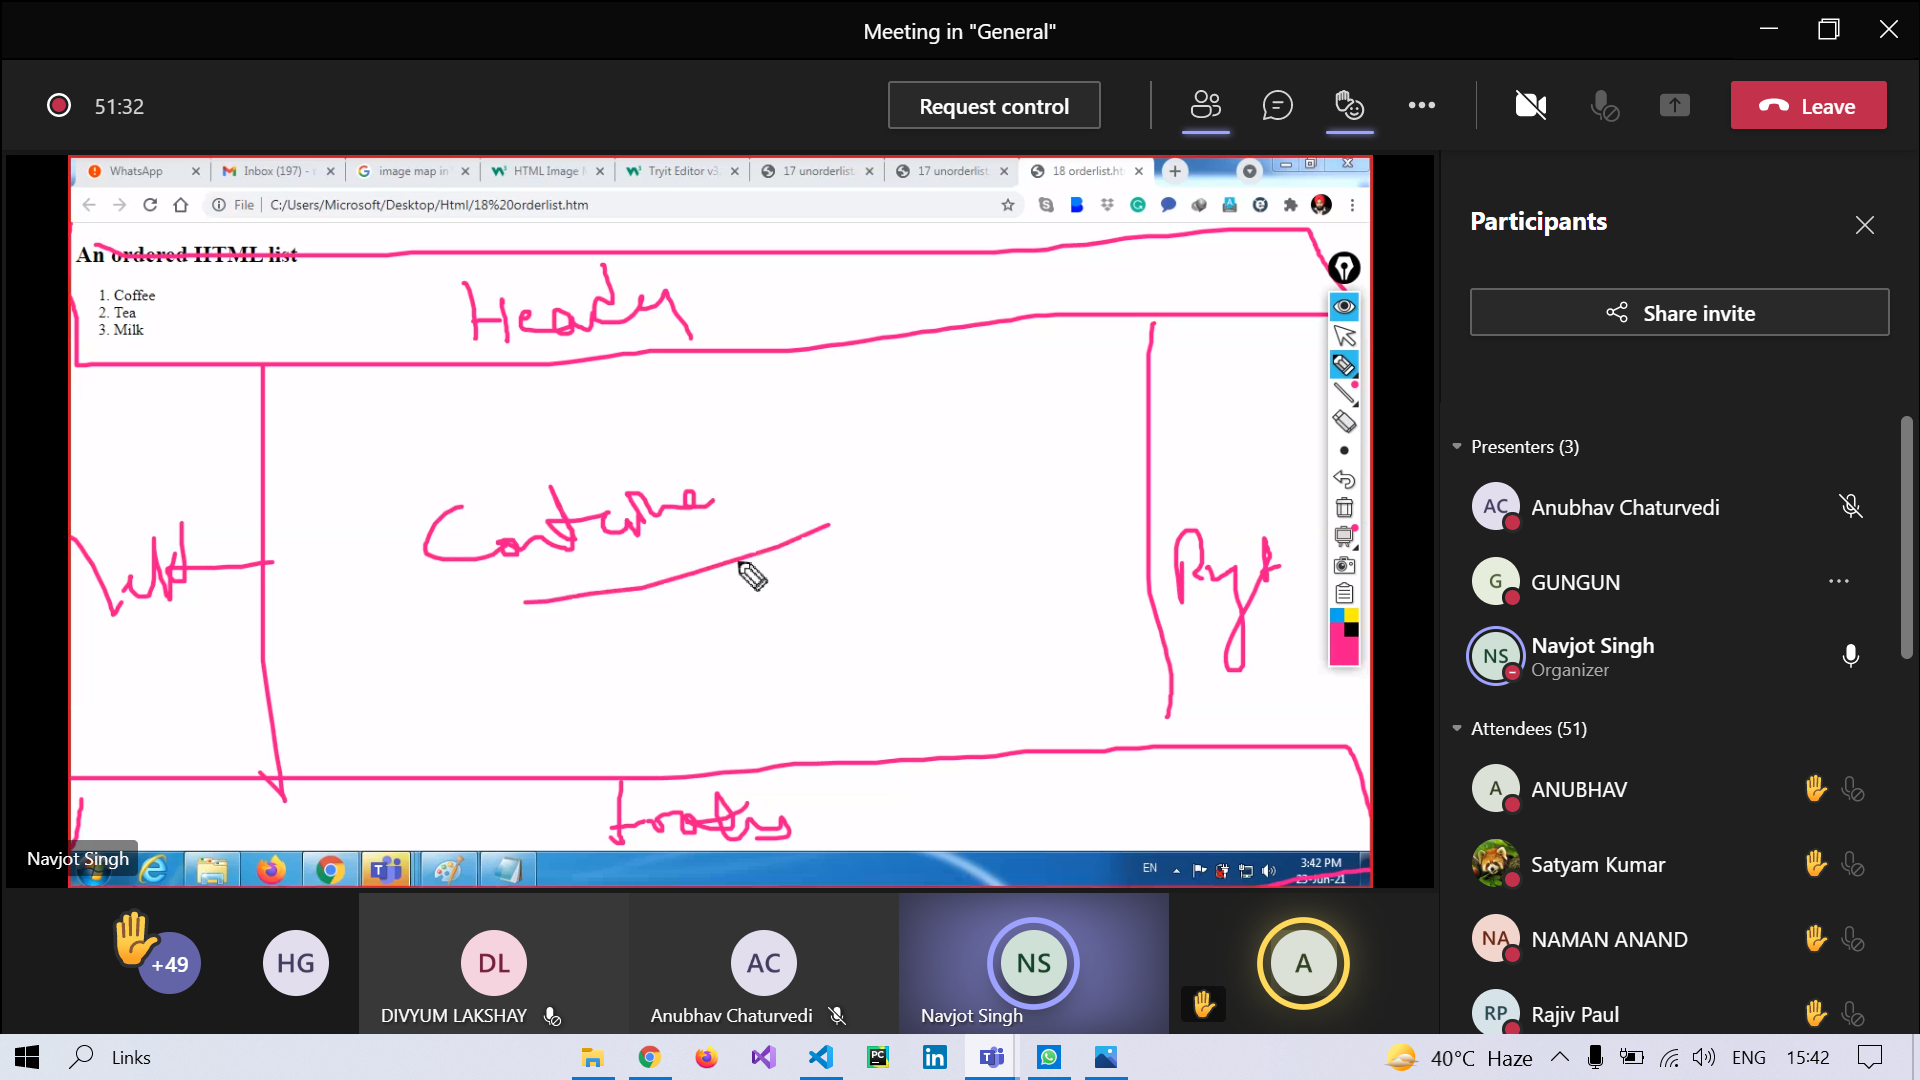 Meeting in "General"
51:32
Request control
Leave
WhatsApp
Inbox (197) -
image map in
HTML Image
Tryit Editor v3.
17 unorderlist.
17 unorderlist.
18 orderlist.ht
File
C:/Users/Microsoft/Desktop/Html/18%20orderlist.htm
An ordered HTML list
1. Coffee
2. Tea
3. Milk
Left
EN
3:42 PM
23-Jun-21
Navjot Singh
Participants
Share invite
Presenters (3)
AC
Anubhav Chaturvedi
G
GUNGUN
NS
Navjot Singh
Organizer
Attendees (51)
A
ANUBHAV
Satyam Kumar
NA
NAMAN ANAND
RP
Rajiv Paul
+49
HG
DL
DIVYUM LAKSHAY
AC
Anubhav Chaturvedi
NS
Navjot Singh
A
Links
PC
40°C Haze
ENG
15:42